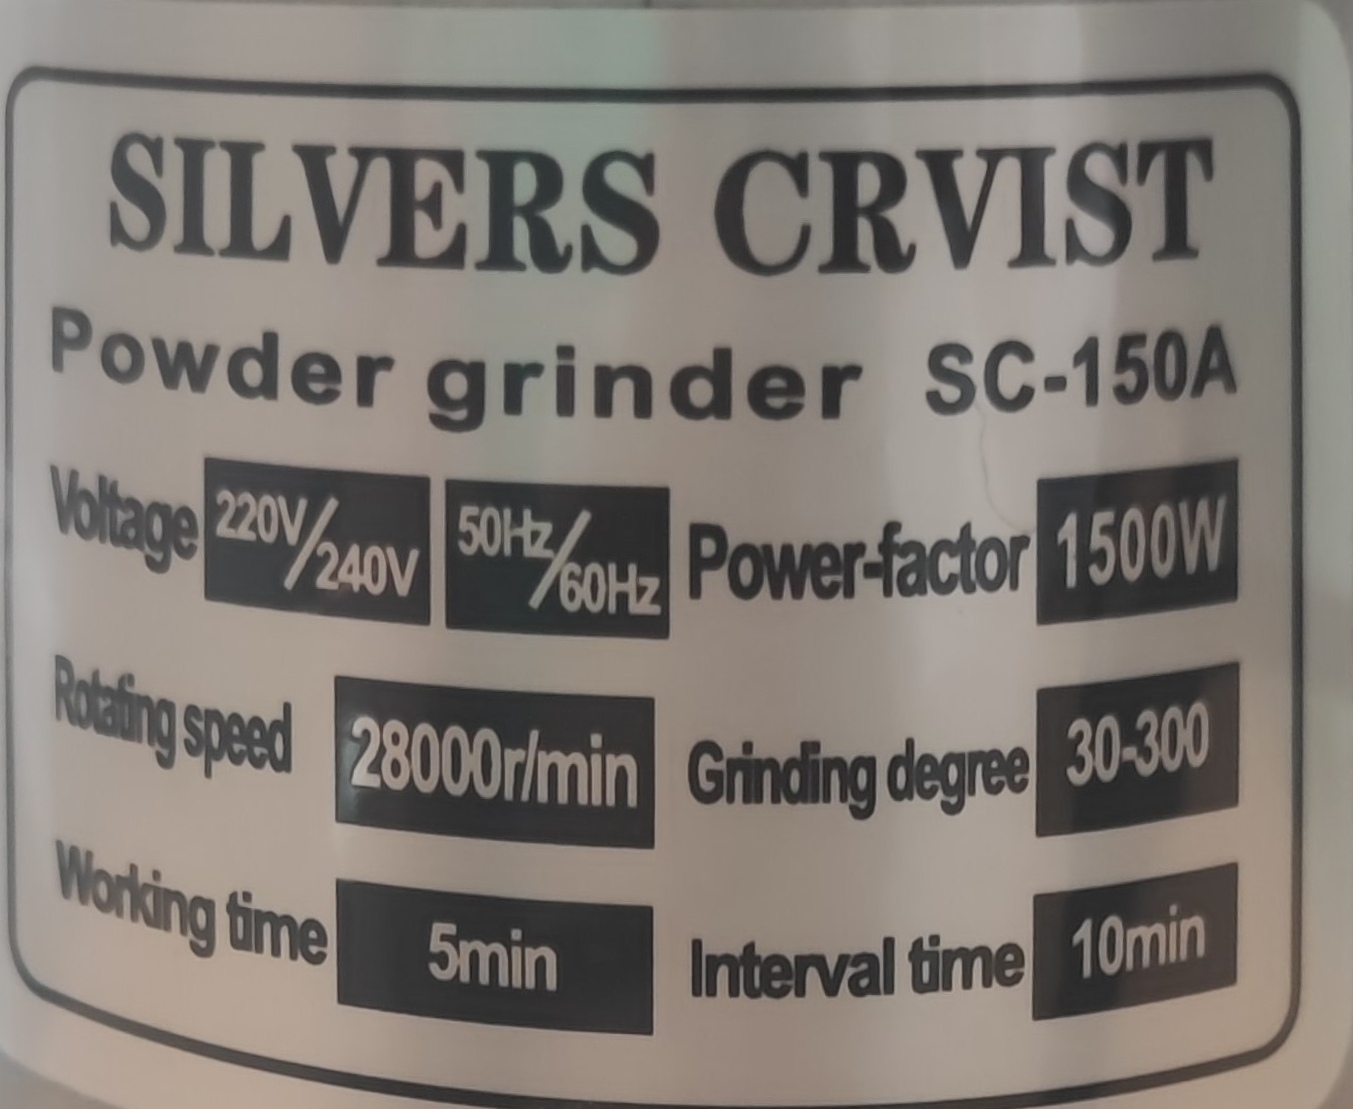 SILVERS CRVIST
Powder grinder SC-150A
Voltage 220V/240V 50Hz/60Hz Power-factor 1500W
Rotating speed 28000r/min Grinding degree 30-300
Working time 5min Interval time 10min